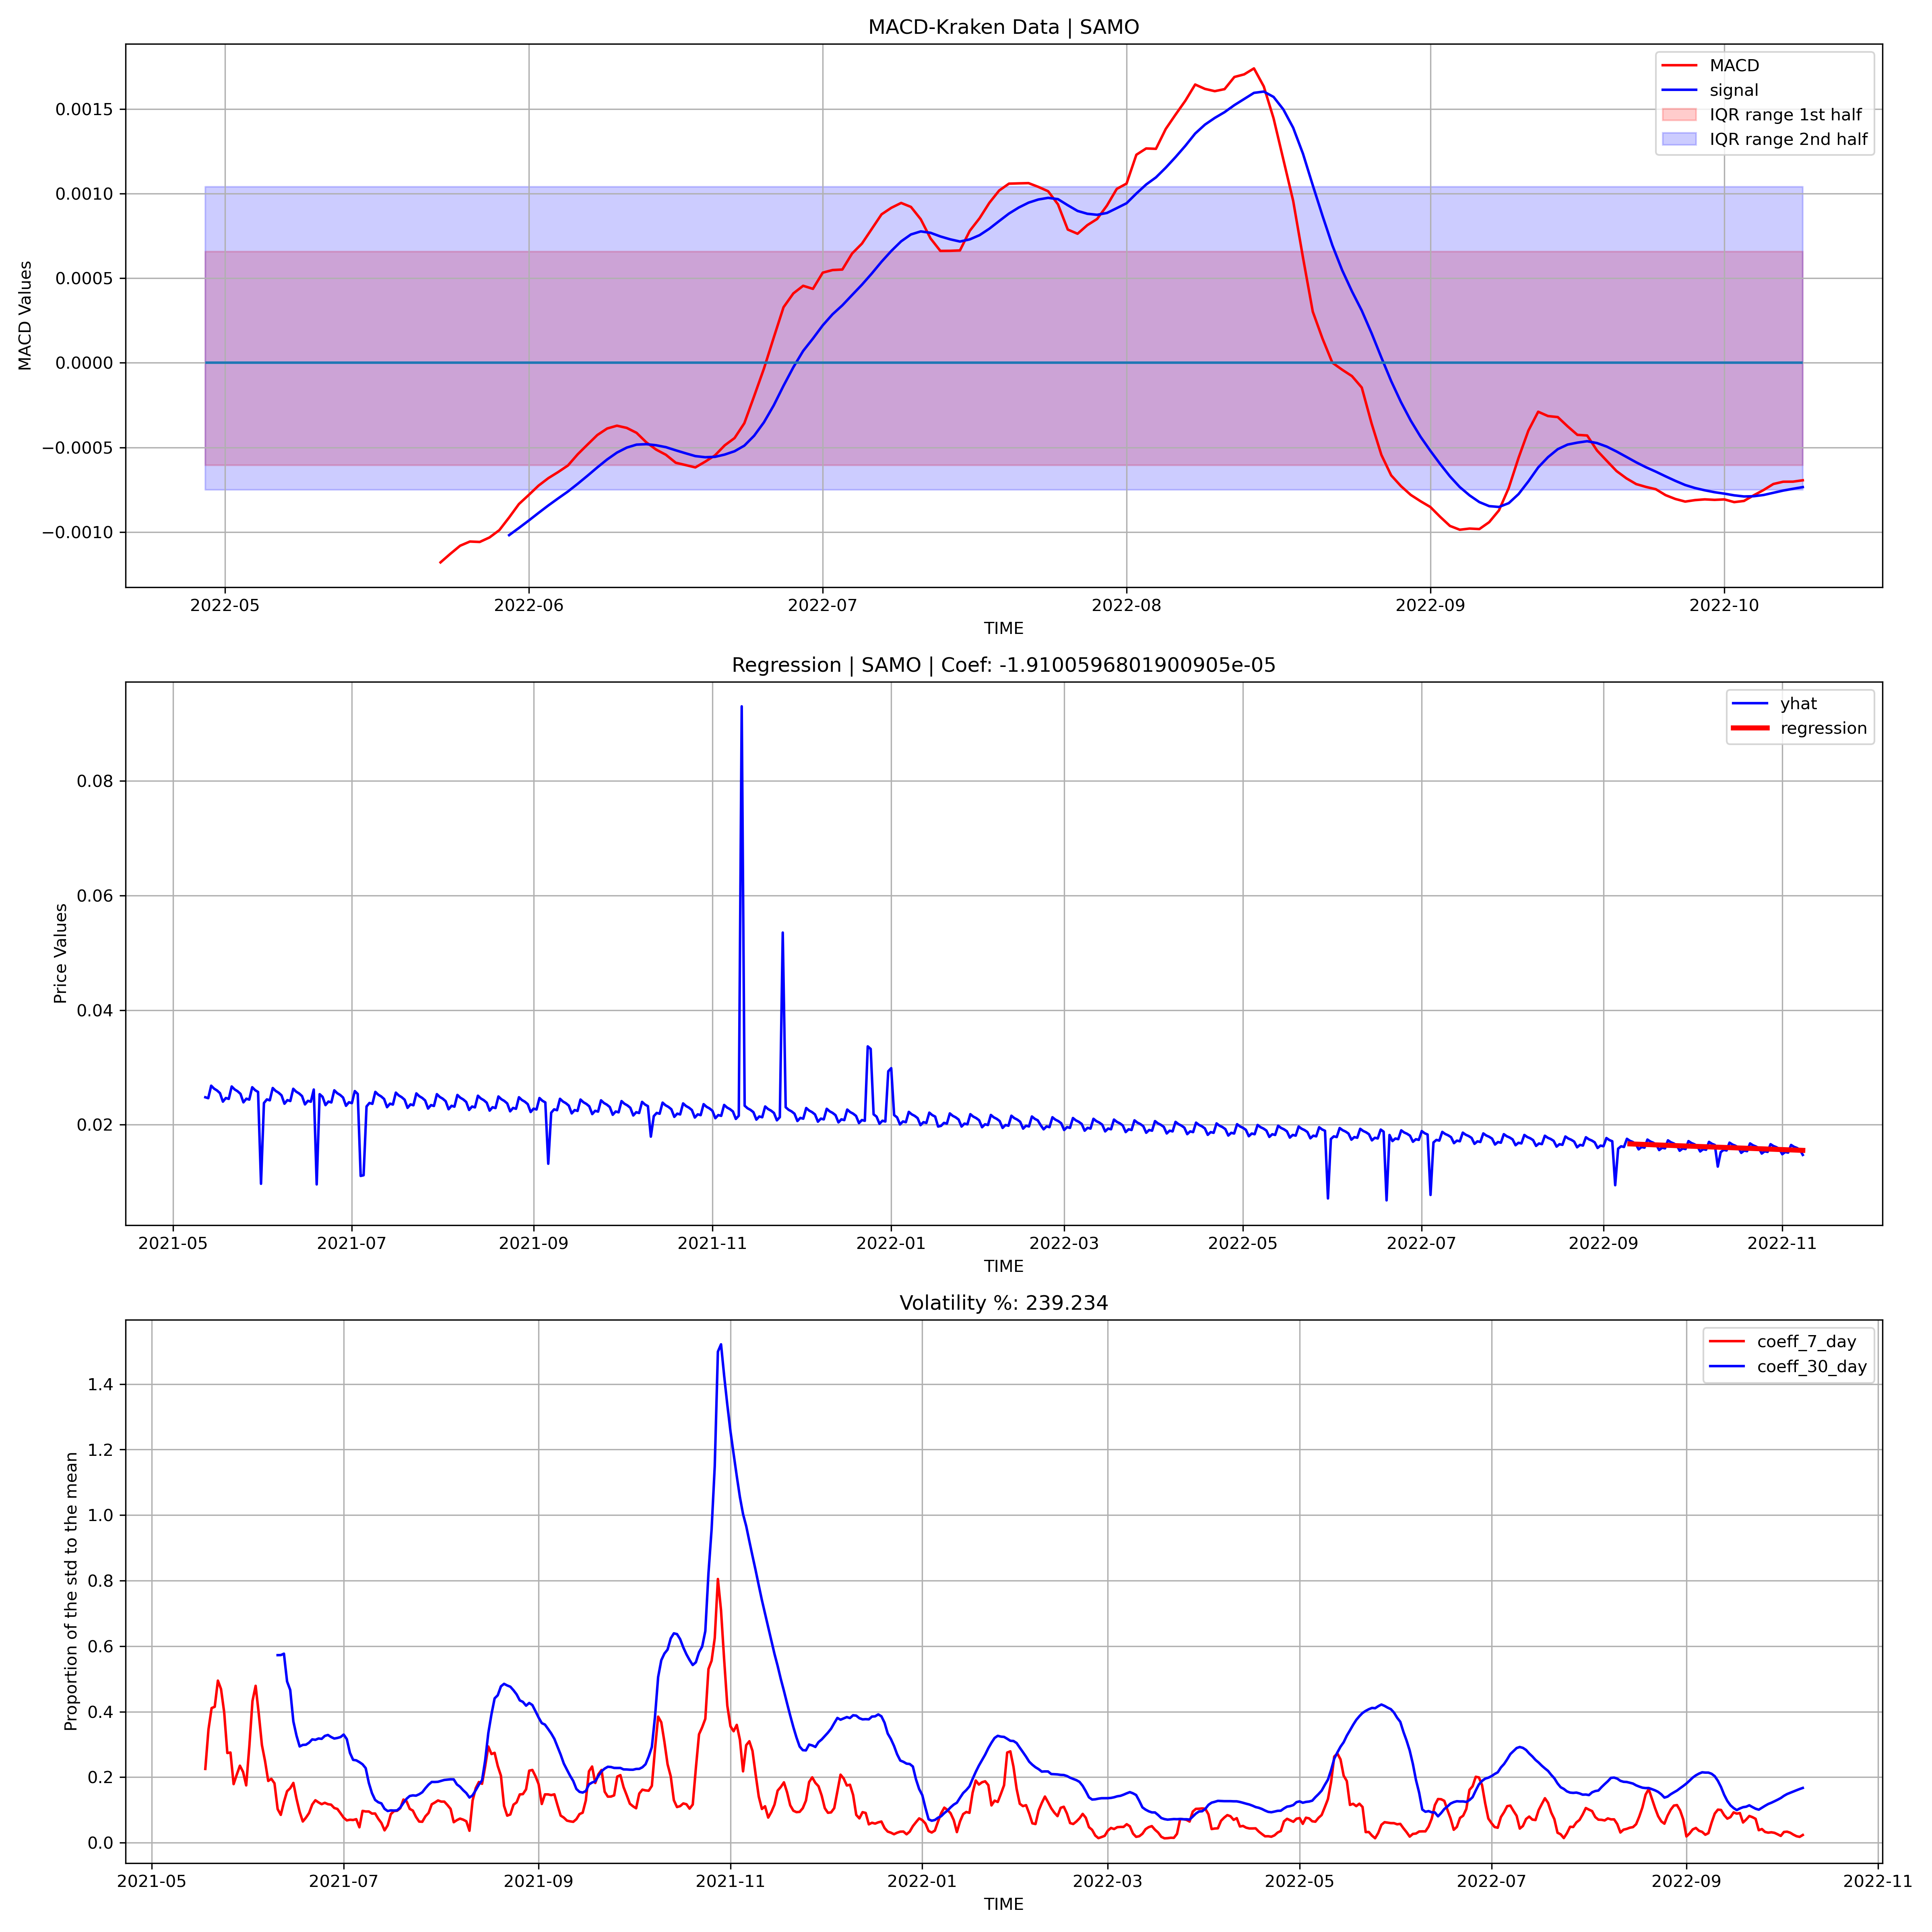 MACD-Kraken Data | SAMO
MACD
signal
IQR range 1st half
IQR range 2nd half
MACD Values
0.0015
0.0010
0.0005
0.0000
−0.0005
−0.0010
2022-05 2022-06 2022-07 2022-08 2022-09 2022-10
TIME
Regression | SAMO | Coef: -1.9100596801900905e-05
yhat
regression
Price Values
0.08
0.06
0.04
0.02
2021-05 2021-07 2021-09 2021-11 2022-01 2022-03 2022-05 2022-07 2022-09 2022-11
TIME
Volatility %: 239.234
coeff_7_day
coeff_30_day
Proportion of the std to the mean
1.4
1.2
1.0
0.8
0.6
0.4
0.2
0.0
2021-05 2021-07 2021-09 2021-11 2022-01 2022-03 2022-05 2022-07 2022-09 2022-11
TIME